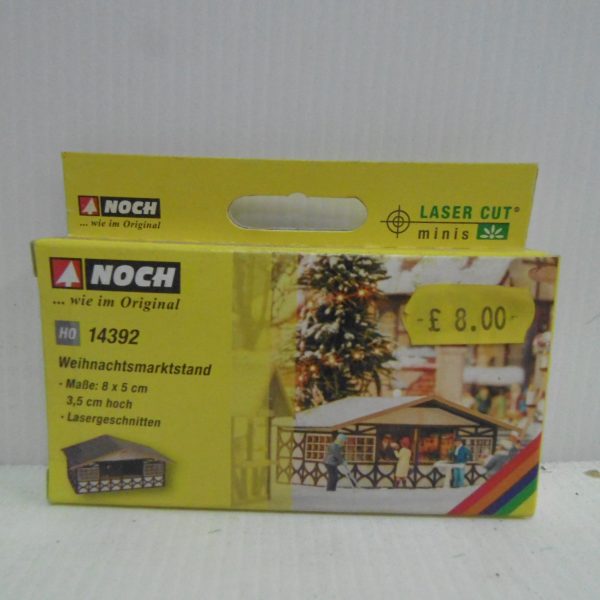 NOCH
... wie im Original
LASER CUT®
minis
NOCH
... wie im Original
H0 14392
Weihnachtsmarktstand
· Maße: 8 x 5 cm
3,5 cm hoch
· Lasergeschnitten
-£ 8.00-